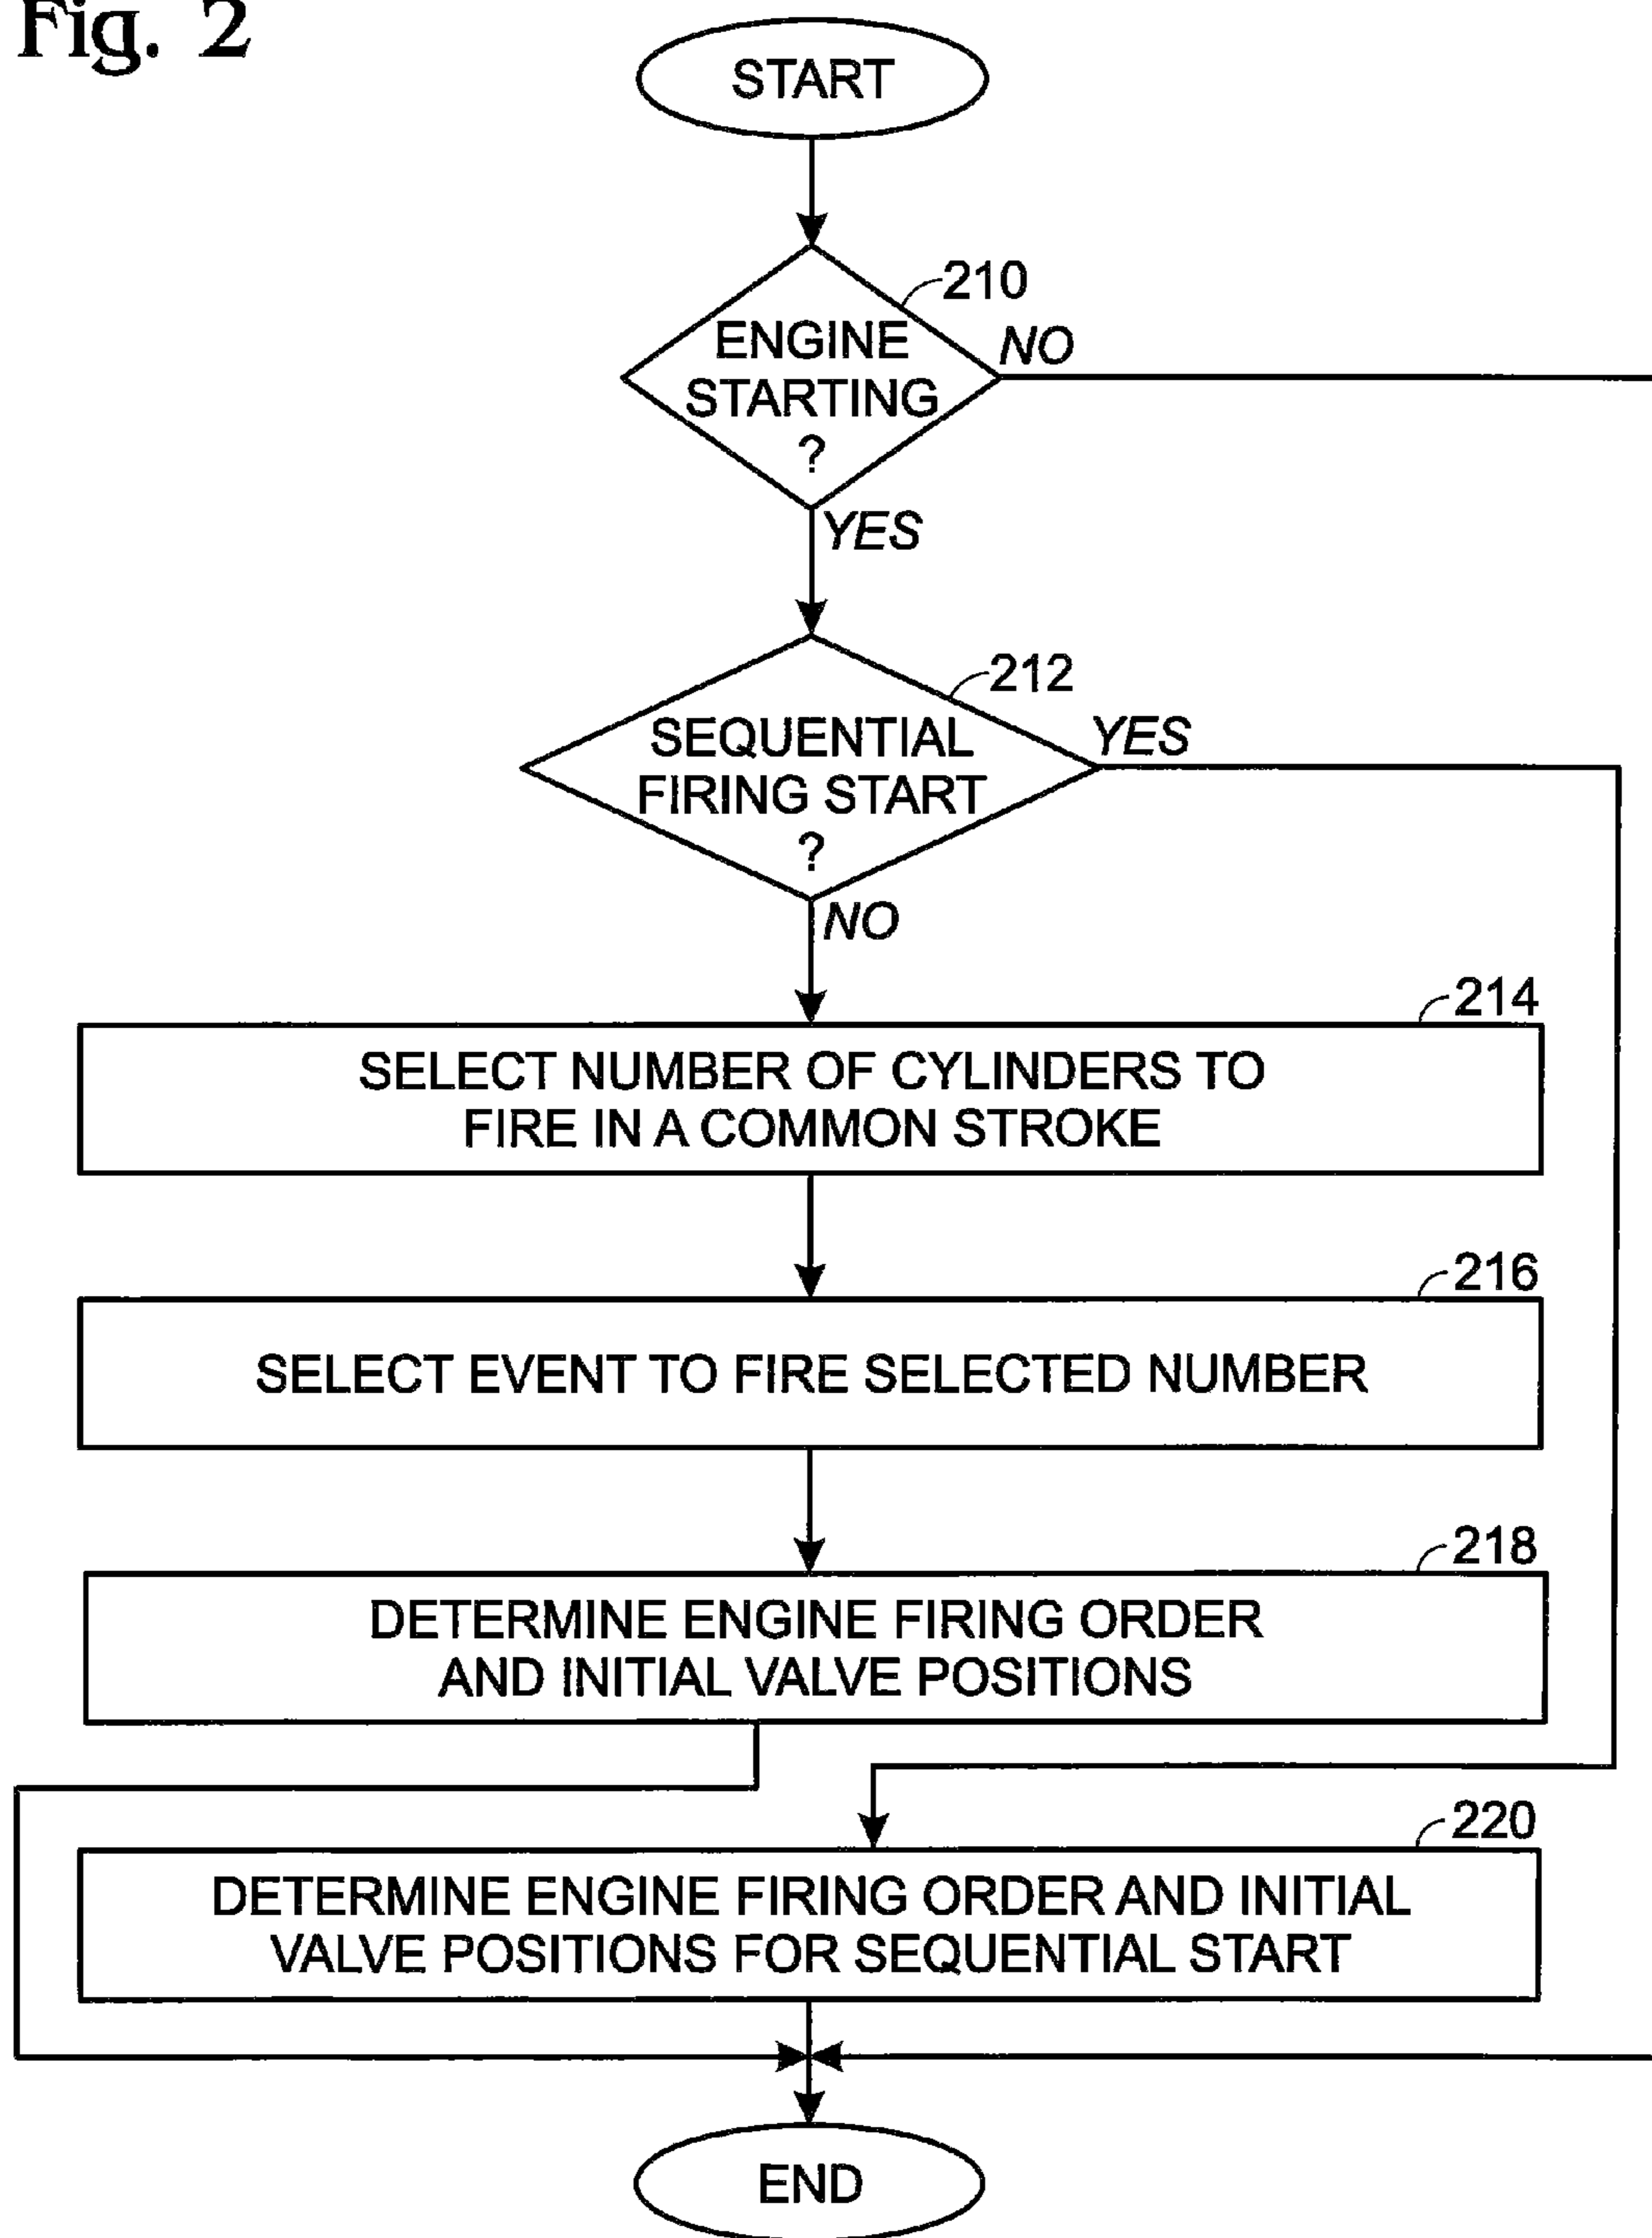 Fig. 2
START
210
ENGINE
STARTING
?
NO
YES
212
SEQUENTIAL
FIRING START
?
YES
NO
214
SELECT NUMBER OF CYLINDERS TO
FIRE IN A COMMON STROKE
216
SELECT EVENT TO FIRE SELECTED NUMBER
218
DETERMINE ENGINE FIRING ORDER
AND INITIAL VALVE POSITIONS
220
DETERMINE ENGINE FIRING ORDER AND INITIAL
VALVE POSITIONS FOR SEQUENTIAL START
END